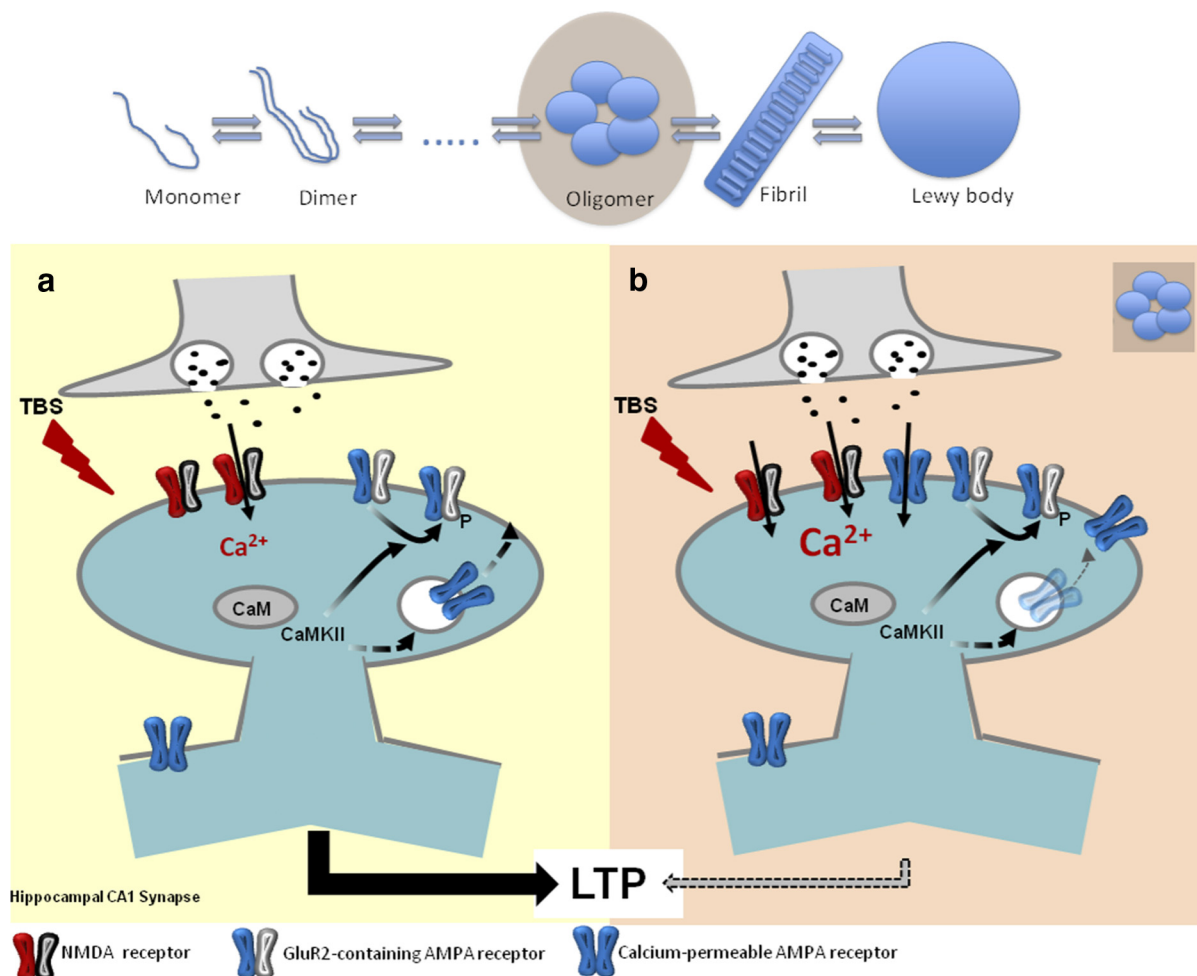 Monomer
Dimer
.....
Oligomer
Fibril
Lewy body
a
TBS
Ca²⁺
P
CaM
CaMKII
b
TBS
Ca²⁺
P
CaM
CaMKII
LTP
Hippocampal CA1 Synapse
NMDA receptor
GluR2-containing AMPA receptor
Calcium-permeable AMPA receptor